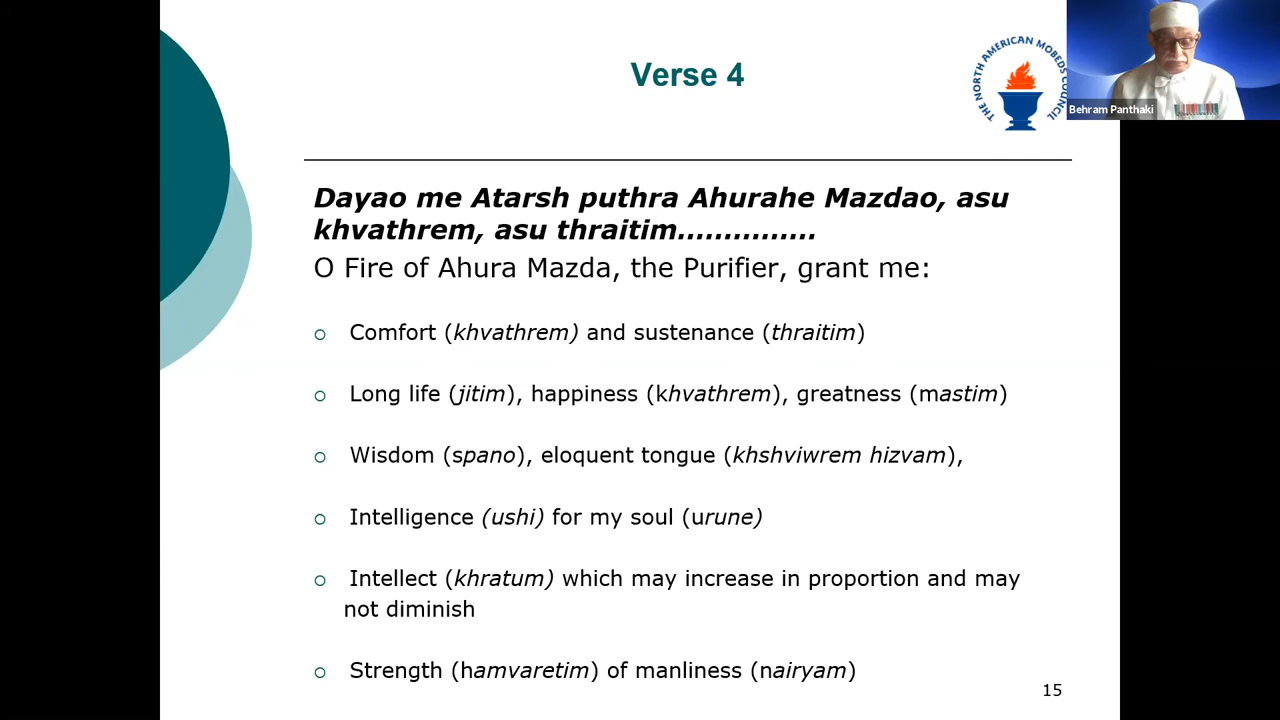 Verse 4
THE NORTH AMERICAN MOBEDS COUNCIL
Behram Panthaki
Dayao me Atarsh puthra Ahurahe Mazdao, asu
khvathrem, asu thraitim...............
O Fire of Ahura Mazda, the Purifier, grant me:
Comfort (khvathrem) and sustenance (thraitim)
Long life (jitim), happiness (khvathrem), greatness (mastim)
Wisdom (spano), eloquent tongue (khshviwrem hizvam),
Intelligence (ushi) for my soul (urune)
Intellect (khratum) which may increase in proportion and may
not diminish
Strength (hamvaretim) of manliness (nairyam)
15